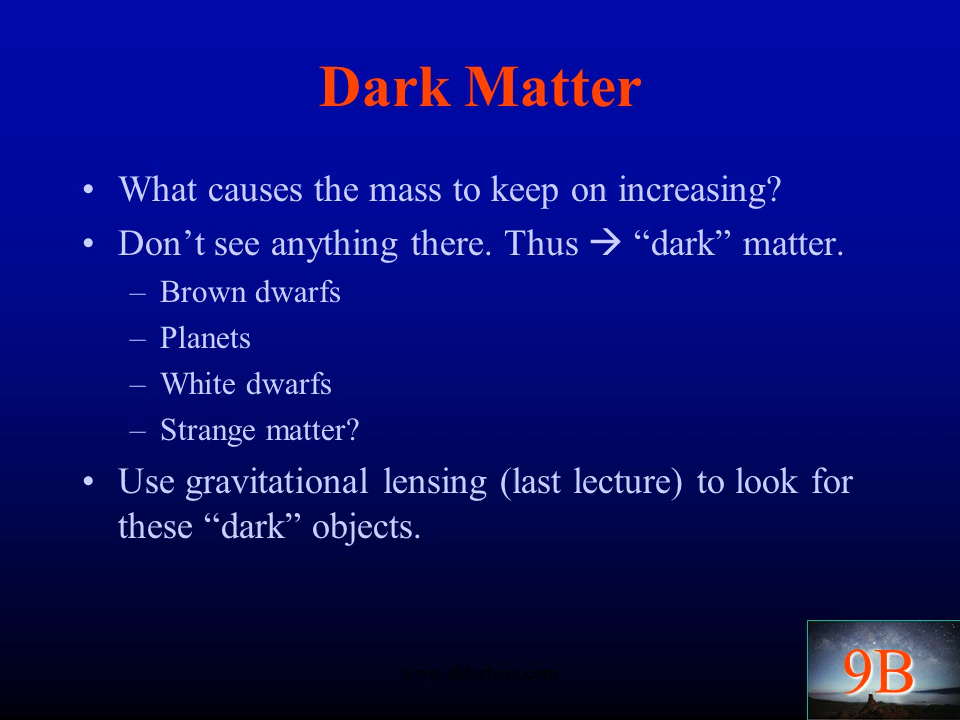 Dark Matter
• What causes the mass to keep on increasing?
• Don’t see anything there. Thus → “dark” matter.
– Brown dwarfs
– Planets
– White dwarfs
– Strange matter?
• Use gravitational lensing (last lecture) to look for
these “dark” objects.
9B